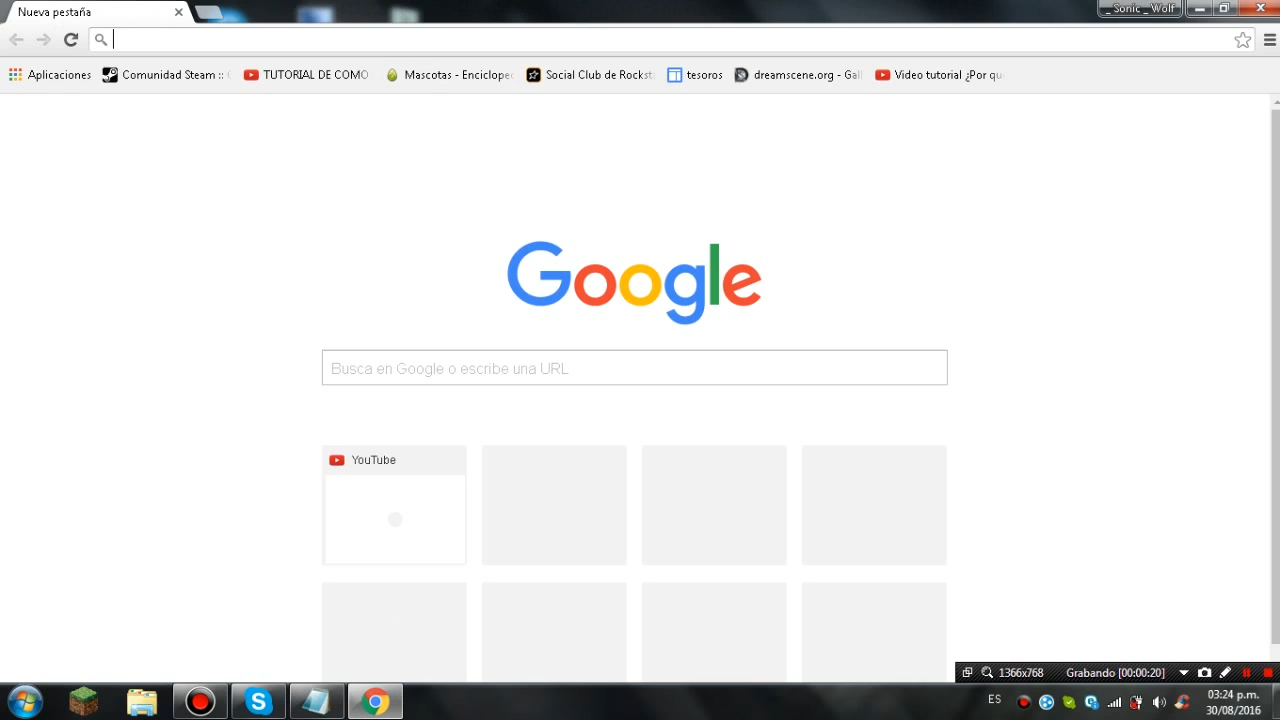 Nueva pestaña
_ Sonic _ Wolf
Aplicaciones Comunidad Steam :: TUTORIAL DE COMO Mascotas - Encicloped Social Club de Rockst tesoros dreamscene.org - Gall Video tutorial ¿Por qu
Google
Busca en Google o escribe una URL
YouTube
1366x768 Grabando [00:00:20]
ES
03:24 p.m.
30/08/2016